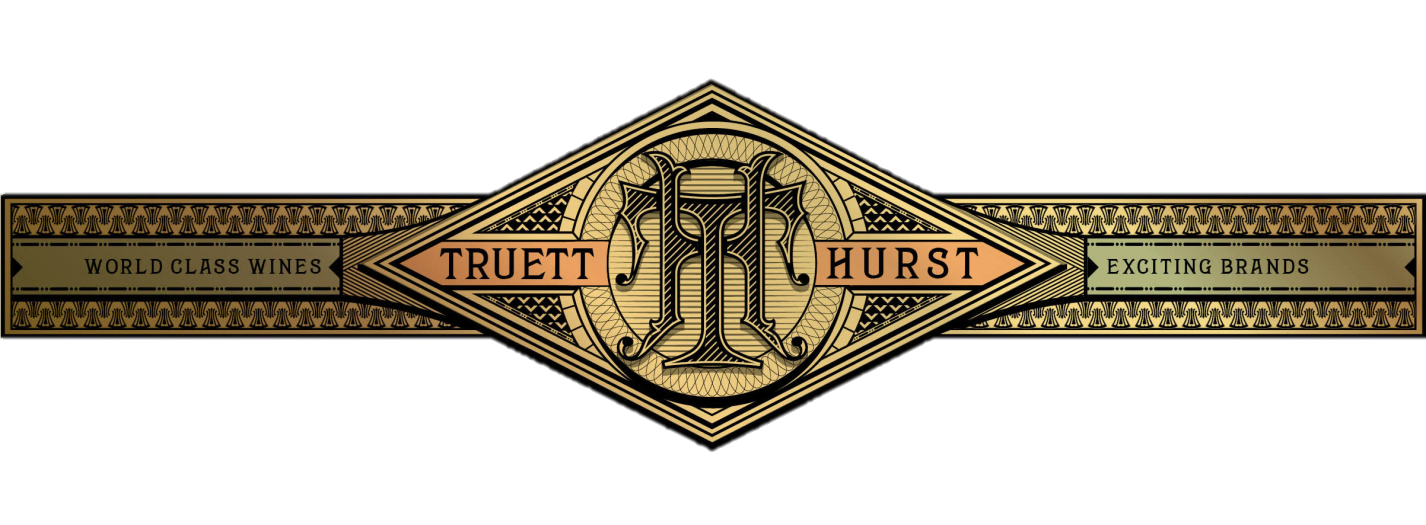 WORLD CLASS WINES
TRUETT HURST
EXCITING BRANDS